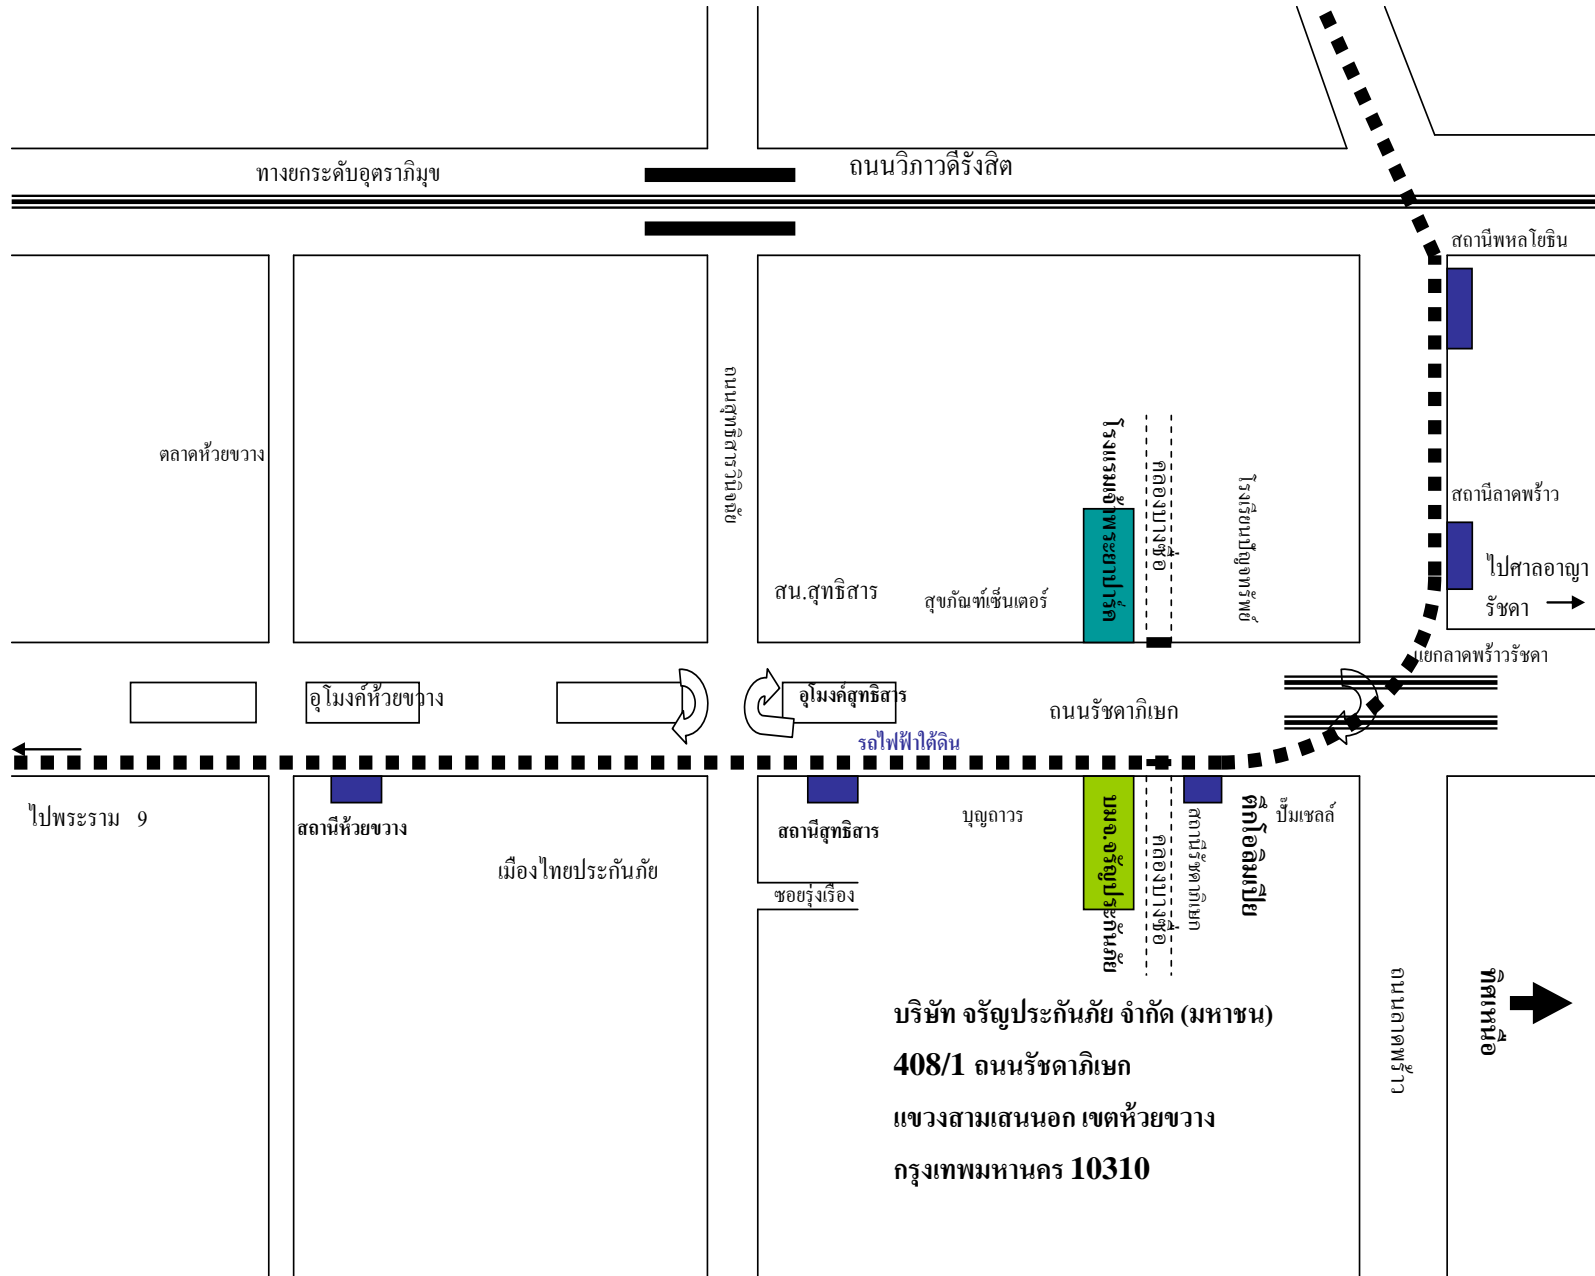 ทางยกระดับอุตราภิมุข
ถนนวิภาวดีรังสิต
สถานีพหลโยธิน
ถนนสุทธิสารวินิจฉัย
ตลาดห้วยขวาง
โรงแรมเจ้าพระยาปาร์ค
คลองบางซื่อ
โรงเรียนปัญจทรัพย์
สถานีลาดพร้าว
ไปศาลอาญา
รัชดา
สน.สุทธิสาร
สุขภัณฑ์เซ็นเตอร์
แยกลาดพร้าวรัชดา
อุโมงค์ห้วยขวาง
อุโมงค์สุทธิสาร
ถนนรัชดาภิเษก
รถไฟฟ้าใต้ดิน
ไปพระราม 9
สถานีห้วยขวาง
เมืองไทยประกันภัย
สถานีสุทธิสาร
ซอยรุ่งเรือง
บุญถาวร
บมจ.จรัญประกันภัย
คลองบางซื่อ
สถานีรัชดาภิเษก
ตึกโอลิมเปีย
ปั๊มเชลล์
ถนนลาดพร้าว
ทิศเหนือ
บริษัท จรัญประกันภัย จำกัด (มหาชน)
408/1 ถนนรัชดาภิเษก
แขวงสามเสนนอก เขตห้วยขวาง
กรุงเทพมหานคร 10310